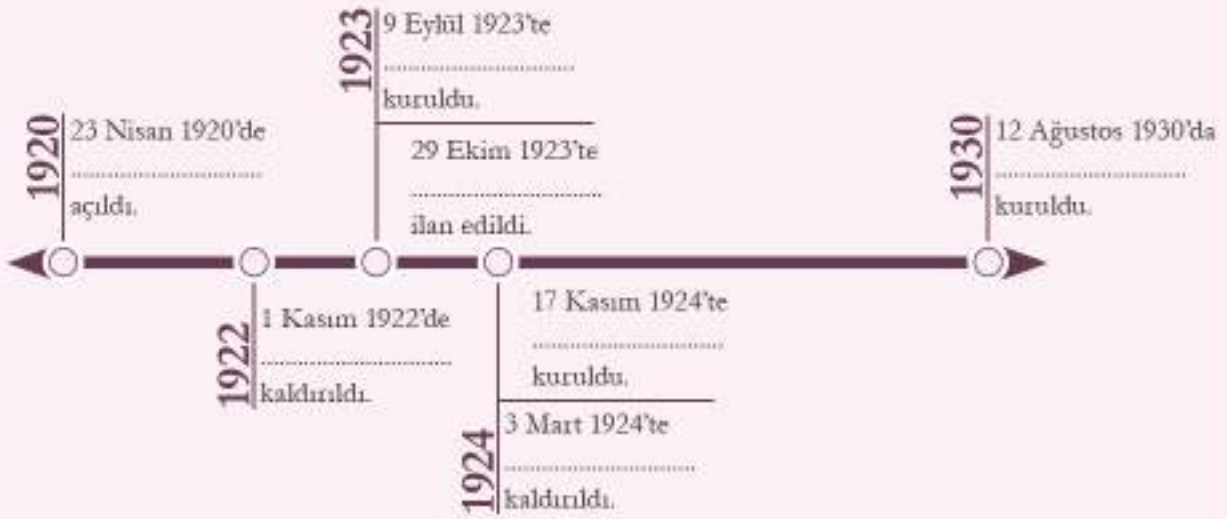 1920
23 Nisan 1920'de
..............................
açıldı.
1922
1 Kasım 1922'de
..............................
kaldırıldı.
1923
9 Eylül 1923'te
..............................
kuruldu.
29 Ekim 1923'te
..............................
ilan edildi.
1924
17 Kasım 1924'te
..............................
kuruldu.
3 Mart 1924'te
..............................
kaldırıldı.
1930
12 Ağustos 1930'da
..............................
kuruldu.